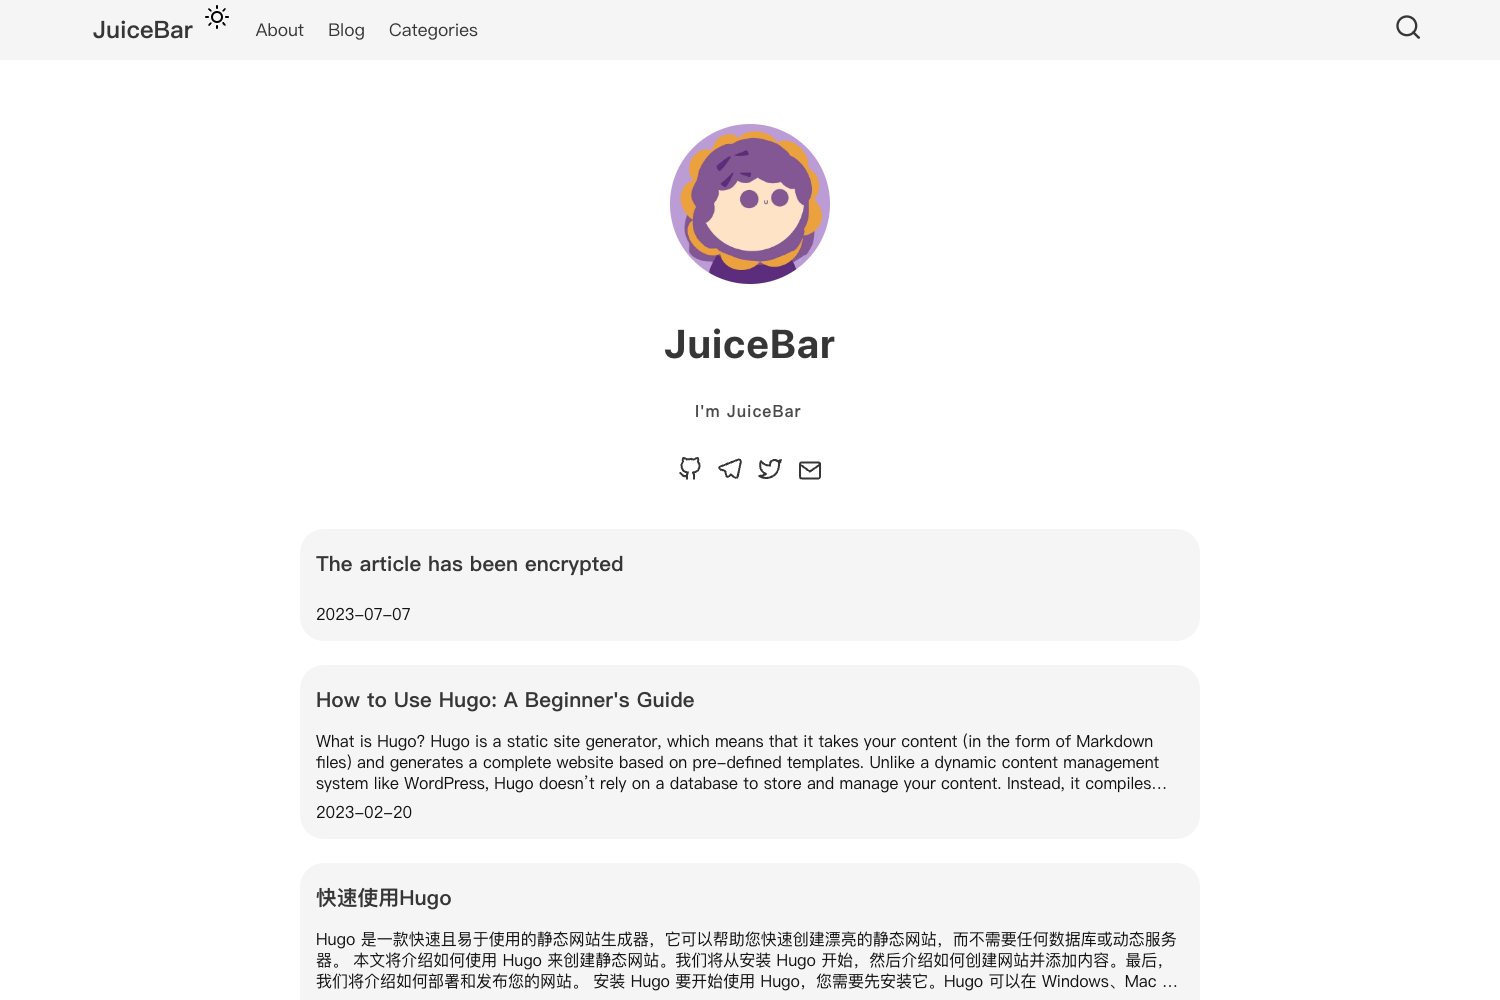 JuiceBar About Blog Categories
JuiceBar
I'm JuiceBar
The article has been encrypted
2023-07-07
How to Use Hugo: A Beginner's Guide
What is Hugo? Hugo is a static site generator, which means that it takes your content (in the form of Markdown
files) and generates a complete website based on pre-defined templates. Unlike a dynamic content management
system like WordPress, Hugo doesn’t rely on a database to store and manage your content. Instead, it compiles…
2023-02-20
快速使用Hugo
Hugo 是一款快速且易于使用的静态网站生成器，它可以帮助您快速创建漂亮的静态网站，而不需要任何数据库或动态服务
器。 本文将介绍如何使用 Hugo 来创建静态网站。我们将从安装 Hugo 开始，然后介绍如何创建网站并添加内容。最后，
我们将介绍如何部署和发布您的网站。 安装 Hugo 要开始使用 Hugo，您需要先安装它。Hugo 可以在 Windows、Mac …